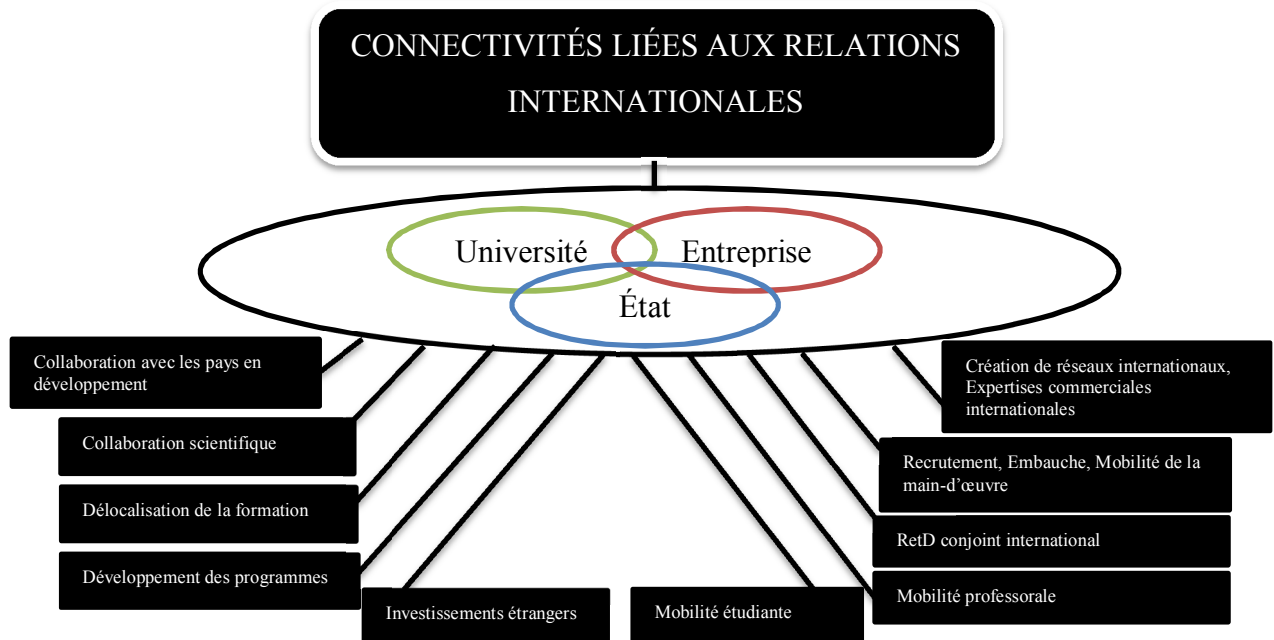 CONNECTIVITÉS LIÉES AUX RELATIONS
INTERNATIONALES
Université
Entreprise
État
Collaboration avec les pays en
développement
Collaboration scientifique
Délocalisation de la formation
Développement des programmes
Investissements étrangers
Mobilité étudiante
Création de réseaux internationaux,
Expertises commerciales
internationales
Recrutement, Embauche, Mobilité de la
main-d’œuvre
RetD conjoint international
Mobilité professorale